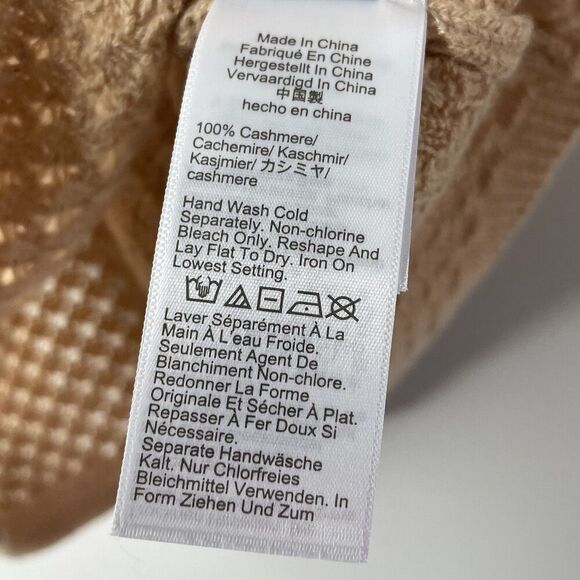 Made In China
Fabriqué En Chine
Hergestellt In China
Vervaardigd In China
中国製
hecho en china
100% Cashmere/
Cachemire/ Kaschmir/
Kasjmier/ カシミヤ/
cashmere
Hand Wash Cold
Separately. Non-chlorine
Bleach Only. Reshape And
Lay Flat To Dry. Iron On
Lowest Setting.
Laver Séparément À La
Main À L'eau Froide.
Seulement Agent De
Blanchiment Non-chlore.
Redonner La Forme
Originale Et Sécher À Plat.
Repasser À Fer Doux Si
Nécessaire.
Separate Handwäsche
Kalt. Nur Chlorfreies
Bleichmittel Verwenden. In
Form Ziehen Und Zum